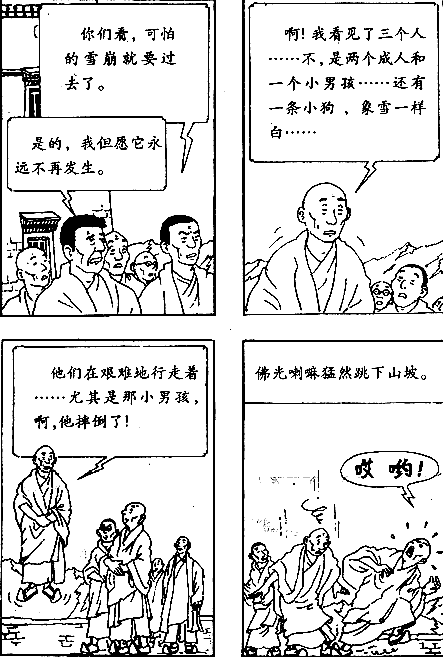 你们看，可怕
的雪崩就要过
去了。
是的，我但愿它永
远不再发生。
啊！我看见了三个人
……不，是两个成人和
一个小男孩……还有
一条小狗，象雪一样
白……
他们在艰难地行走着
……尤其是那小男孩，
啊，他摔倒了！
佛光喇嘛猛然跳下山坡。
哎哟！